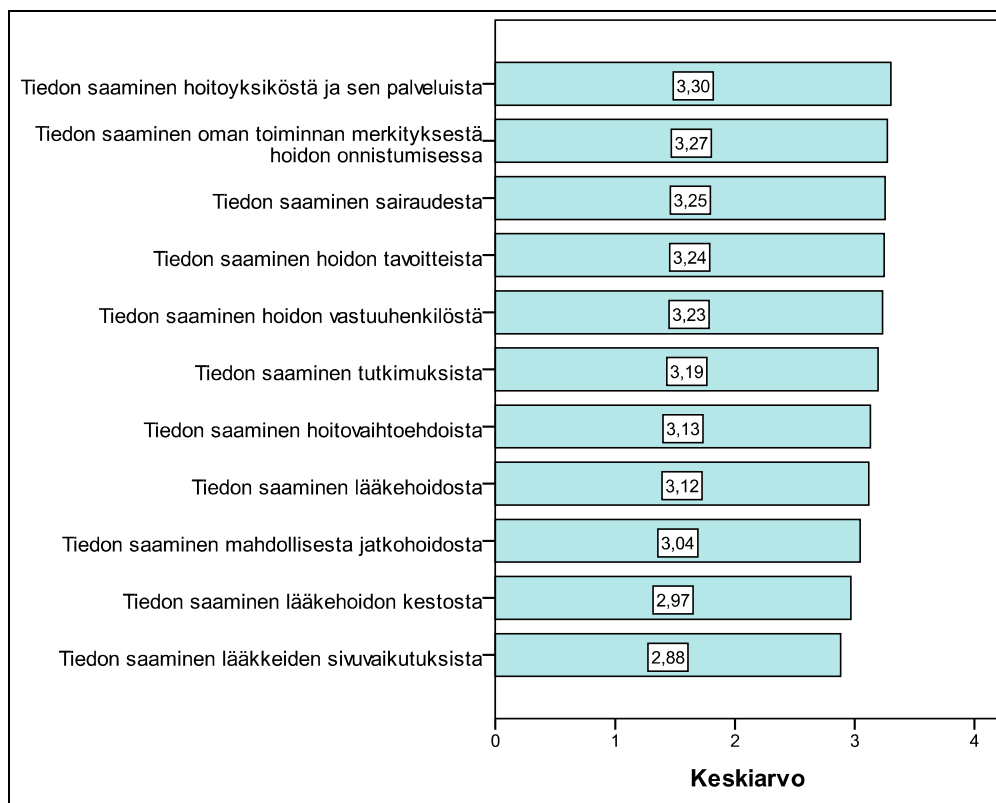 Tiedon saaminen hoitoyksiköstä ja sen palveluista
3,30
Tiedon saaminen oman toiminnan merkityksestä
hoidon onnistumisessa
3,27
Tiedon saaminen sairaudesta
3,25
Tiedon saaminen hoidon tavoitteista
3,24
Tiedon saaminen hoidon vastuuhenkilöstä
3,23
Tiedon saaminen tutkimuksista
3,19
Tiedon saaminen hoitovaihtoehdoista
3,13
Tiedon saaminen lääkehoidosta
3,12
Tiedon saaminen mahdollisesta jatkohoidosta
3,04
Tiedon saaminen lääkehoidon kestosta
2,97
Tiedon saaminen lääkkeiden sivuvaikutuksista
2,88
0 1 2 3 4
Keskiarvo